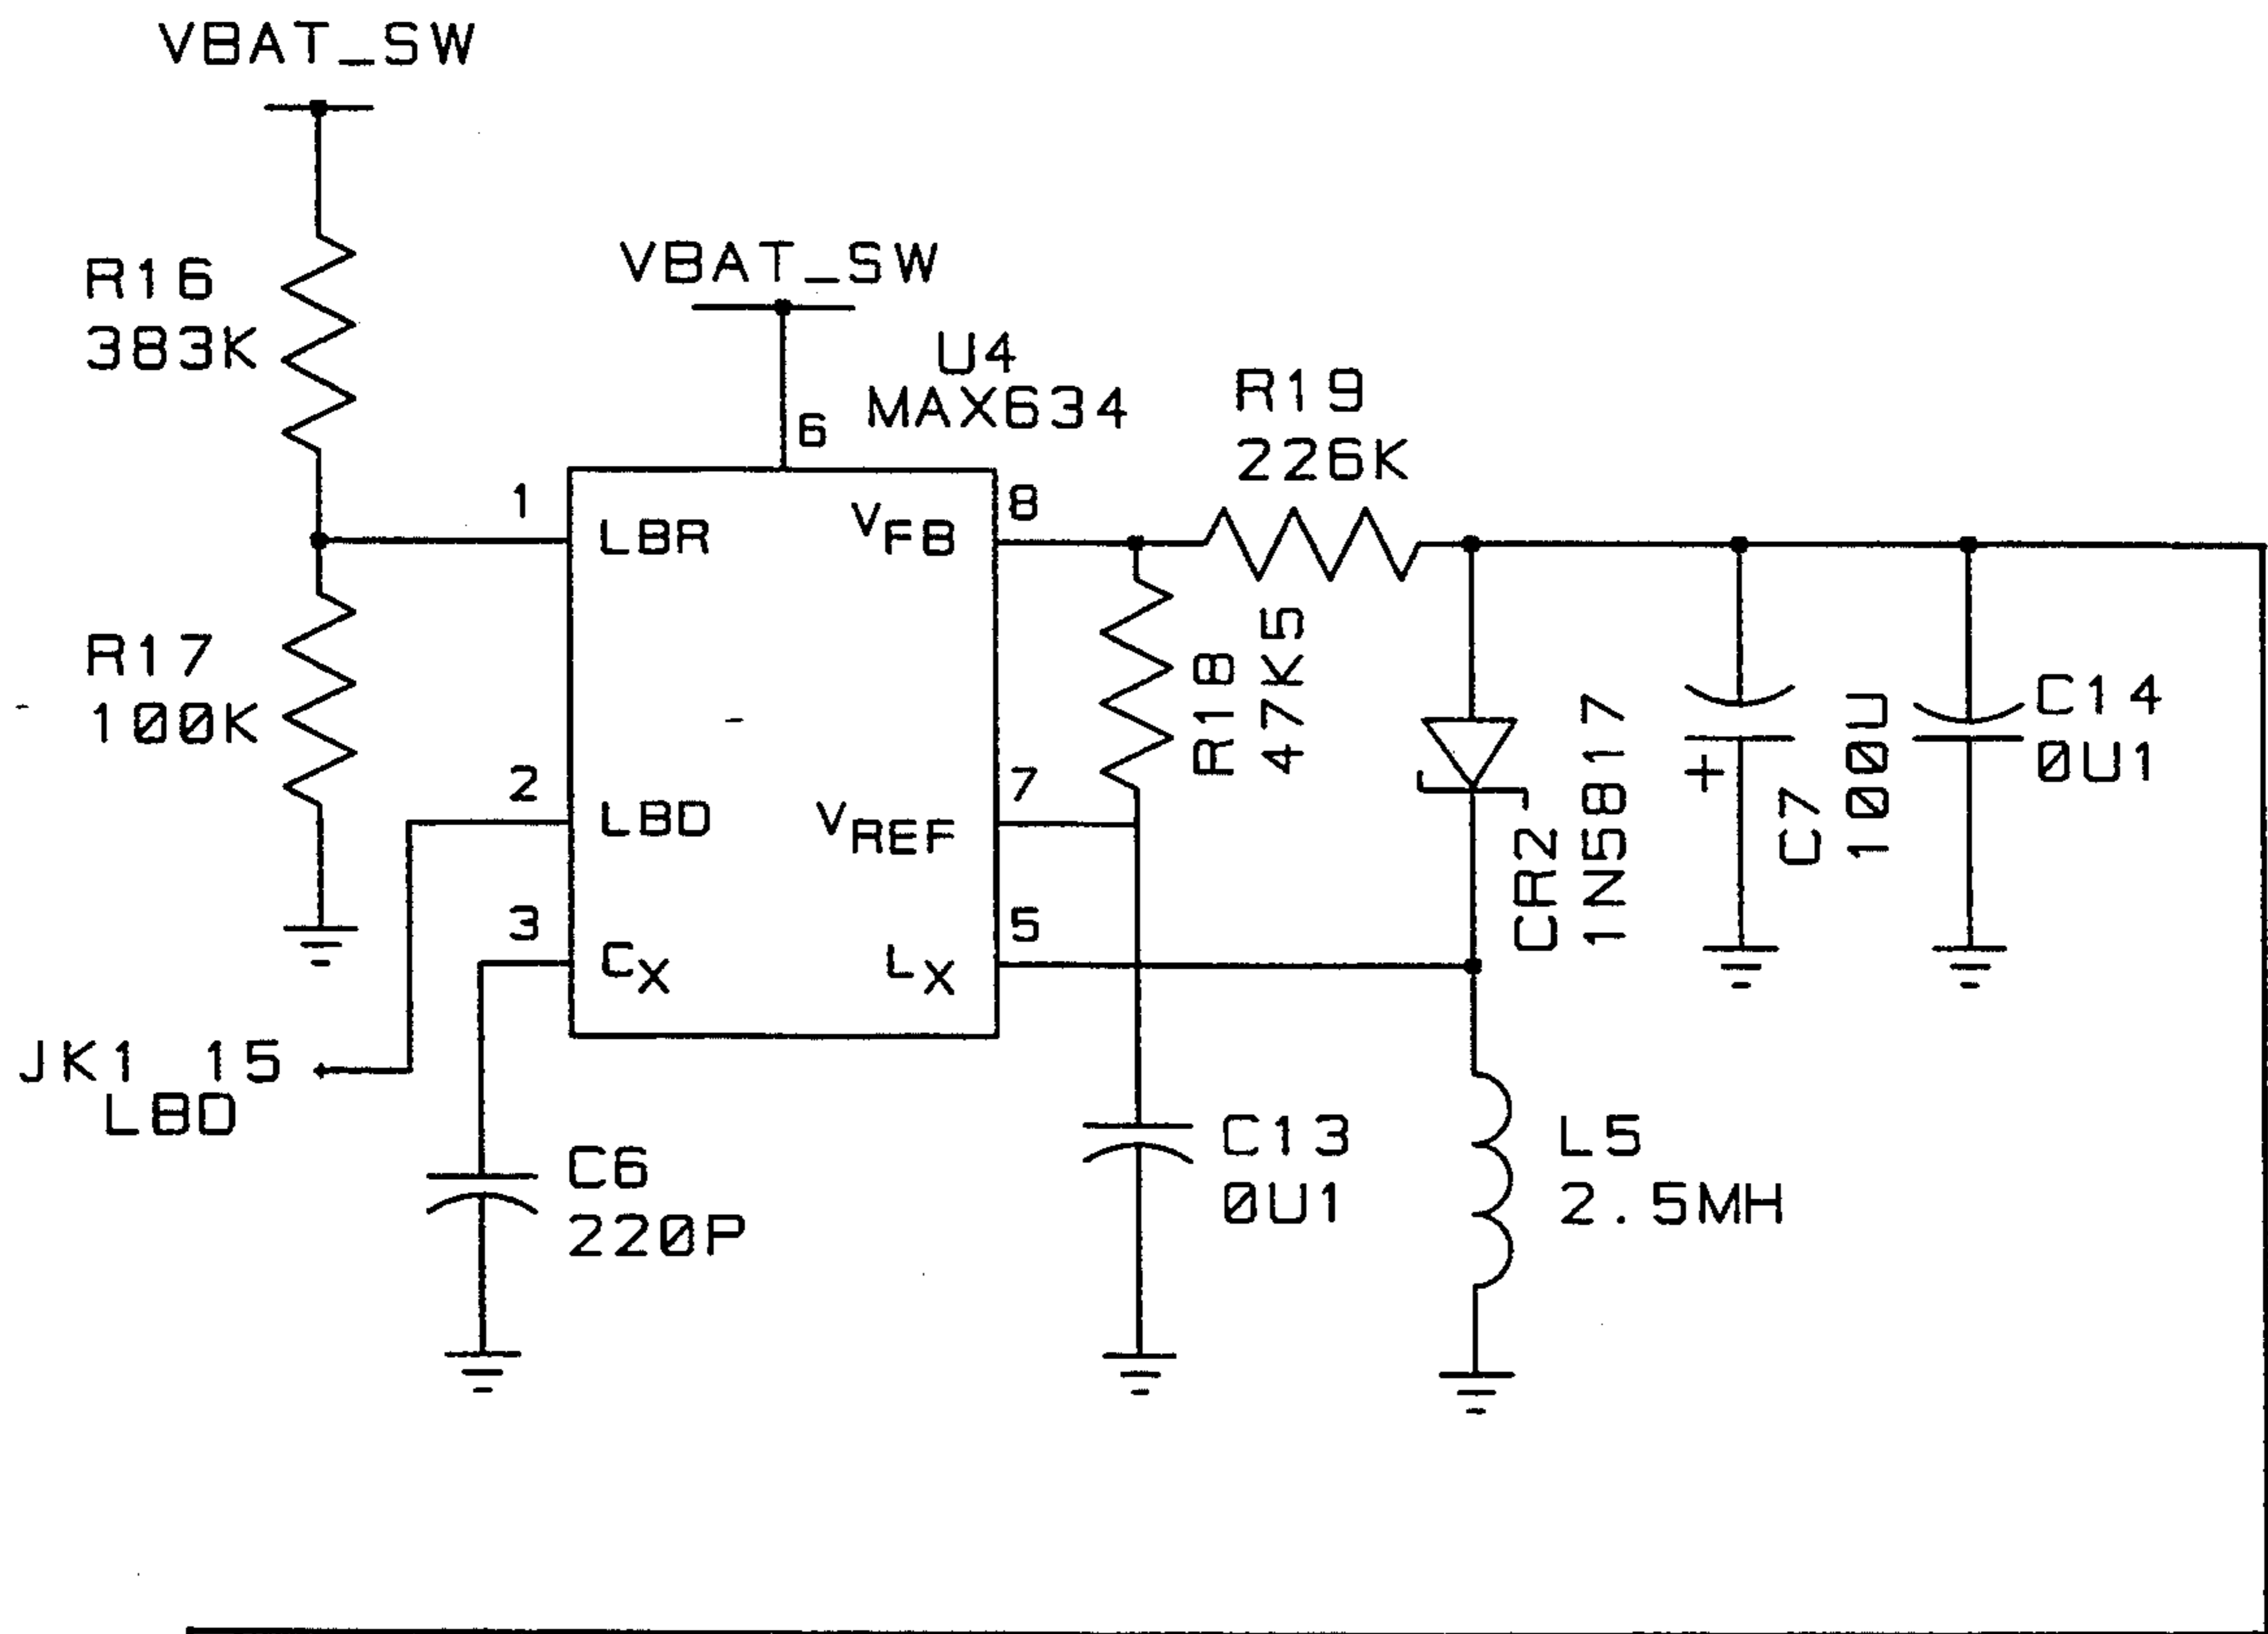 VBAT_SW
R16
383K
VBAT_SW
U4
MAX634
6
R19
226K
1
LBR
VFB
8
R17
100K
R18
47K5
2
LBD
VREF
7
3
CX
LX
5
CR2
1N5817
+
C7
100U
C14
0U1
JK1 15
LBD
C6
220P
C13
0U1
L5
2.5MH